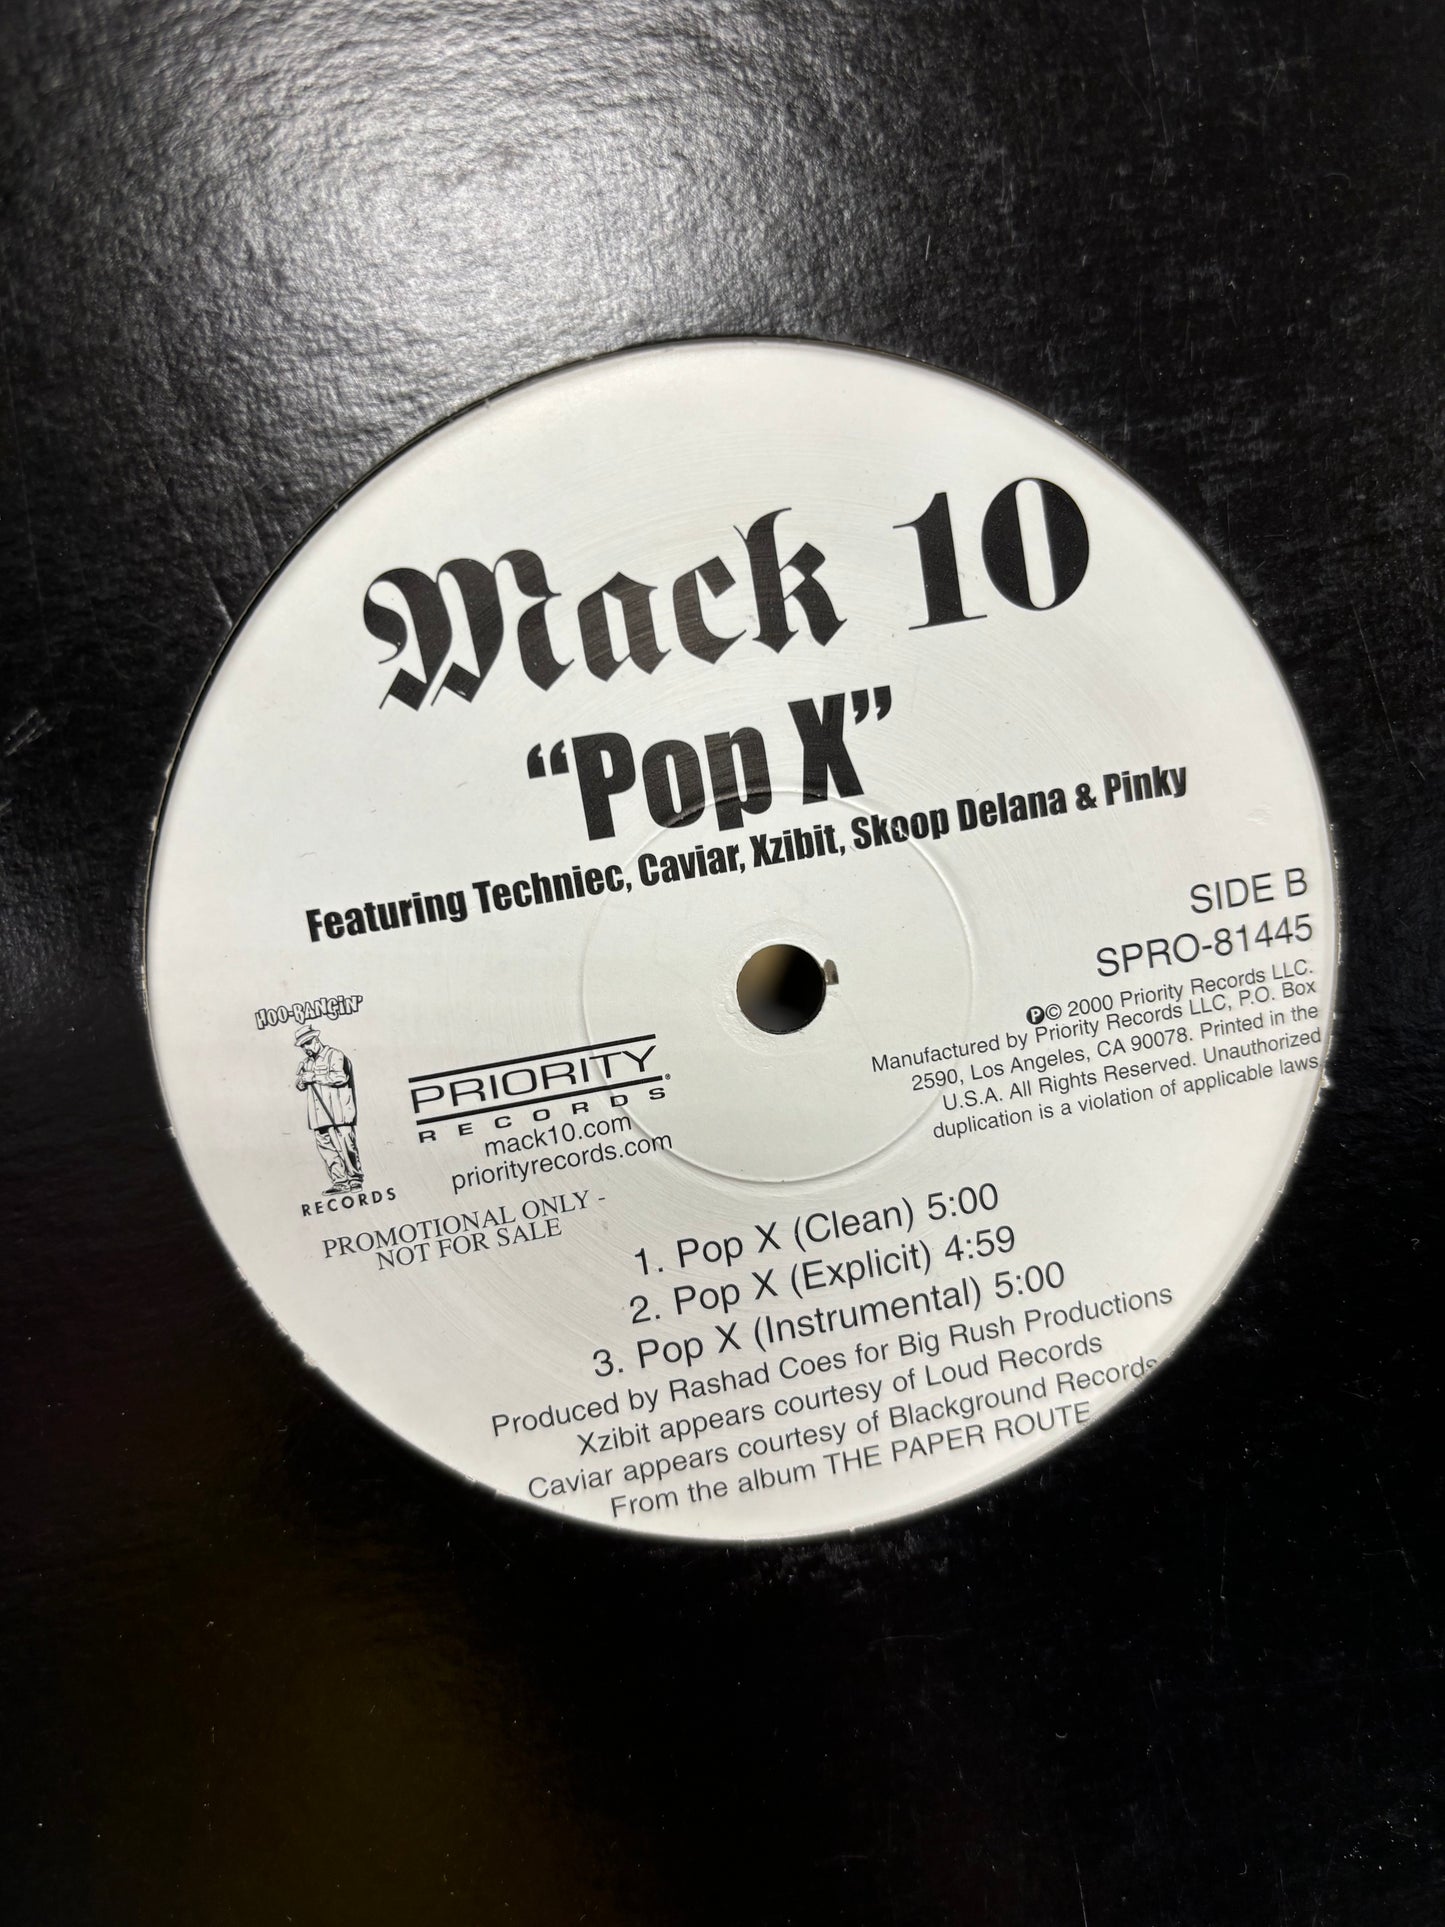 Mack 10
“Pop X”
Featuring Techniec, Caviar, Xzibit, Skoop Delana & Pinky
SIDE B
SPRO-81445
℗© 2000 Priority Records LLC.
Manufactured by Priority Records LLC, P.O. Box
2590, Los Angeles, CA 90078. Printed in the
U.S.A. All Rights Reserved. Unauthorized
duplication is a violation of applicable laws
HOO-BANGiN'
RECORDS
PRIORITY
RECORDS®
mack10.com
priorityrecords.com
PROMOTIONAL ONLY -
NOT FOR SALE
1. Pop X (Clean) 5:00
2. Pop X (Explicit) 4:59
3. Pop X (Instrumental) 5:00
Produced by Rashad Coes for Big Rush Productions
Xzibit appears courtesy of Loud Records
Caviar appears courtesy of Blackground Records
From the album THE PAPER ROUTE